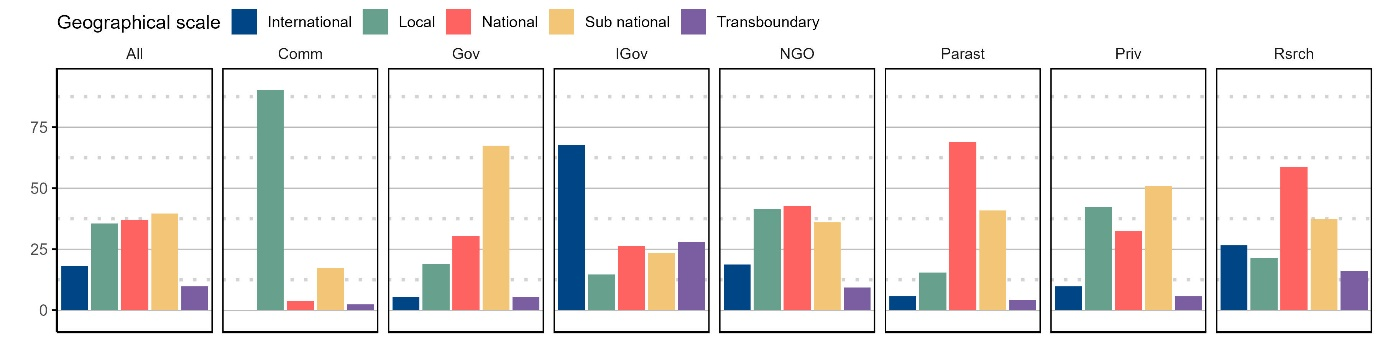 Geographical scale International Local National Sub national Transboundary
All Comm Gov IGov NGO Parast Priv Rsrch
75
50
25
0